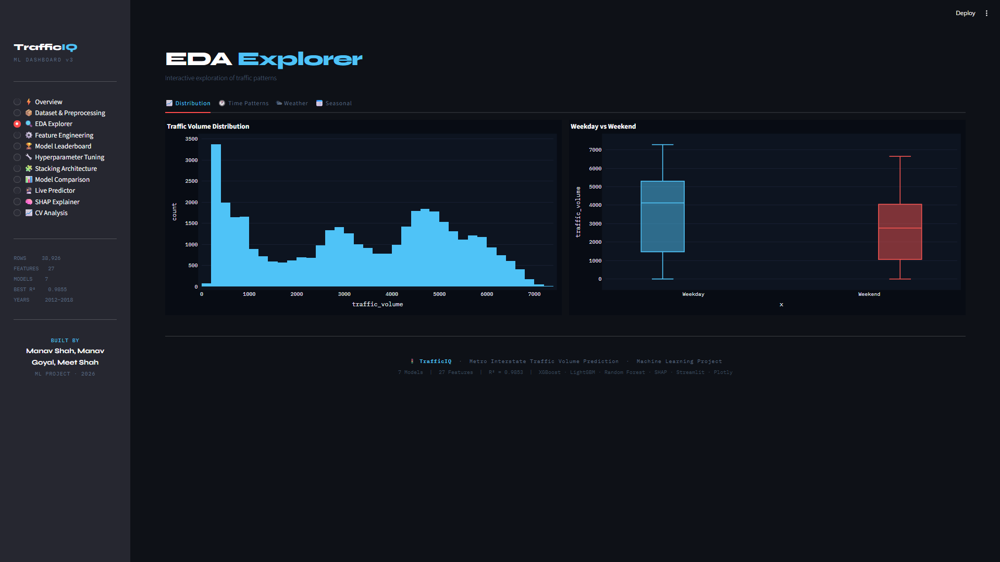 Deploy
TrafficIQ
ML DASHBOARD v3
Overview
Dataset & Preprocessing
EDA Explorer
Feature Engineering
Model Leaderboard
Hyperparameter Tuning
Stacking Architecture
Model Comparison
Live Predictor
SHAP Explainer
CV Analysis
ROWS 38,926
FEATURES 27
MODELS 7
BEST R² 0.9855
YEARS 2012–2018
BUILT BY
Manav Shah, Manav
Goyal, Meet Shah
ML PROJECT · 2026
EDA Explorer
Interactive exploration of traffic patterns
Distribution Time Patterns Weather Seasonal
Traffic Volume Distribution
3500
3000
2500
2000
1500
1000
500
0
count
0 1000 2000 3000 4000 5000 6000 7000
traffic_volume
Weekday vs Weekend
7000
6000
5000
4000
3000
2000
1000
0
traffic_volume
Weekday Weekend
x
TrafficIQ · Metro Interstate Traffic Volume Prediction · Machine Learning Project
7 Models | 27 Features | R² = 0.9853 | XGBoost · LightGBM · Random Forest · SHAP · Streamlit · Plotly